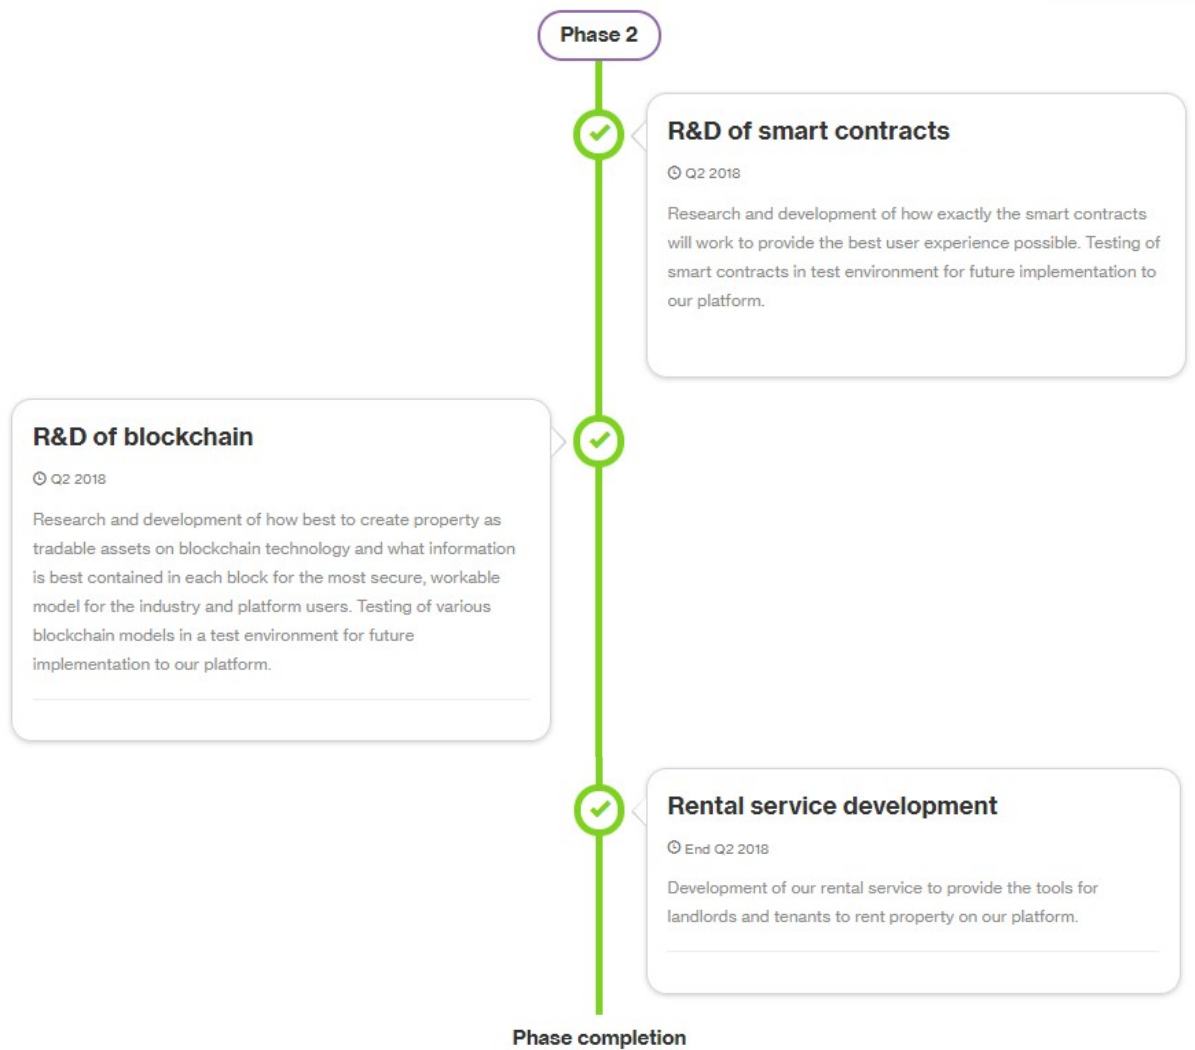 Phase 2
R&D of smart contracts
Q2 2018
Research and development of how exactly the smart contracts
will work to provide the best user experience possible. Testing of
smart contracts in test environment for future implementation to
our platform.
R&D of blockchain
Q2 2018
Research and development of how best to create property as
tradable assets on blockchain technology and what information
is best contained in each block for the most secure, workable
model for the industry and platform users. Testing of various
blockchain models in a test environment for future
implementation to our platform.
Rental service development
End Q2 2018
Development of our rental service to provide the tools for
landlords and tenants to rent property on our platform.
Phase completion